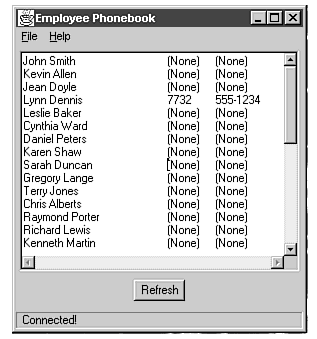 Employee Phonebook
File Help
John Smith (None) (None)
Kevin Allen (None) (None)
Jean Doyle (None) (None)
Lynn Dennis 7732 555-1234
Leslie Baker (None) (None)
Cynthia Ward (None) (None)
Daniel Peters (None) (None)
Karen Shaw (None) (None)
Sarah Duncan (None) (None)
Gregory Lange (None) (None)
Terry Jones (None) (None)
Chris Alberts (None) (None)
Raymond Porter (None) (None)
Richard Lewis (None) (None)
Kenneth Martin (None) (None)
Refresh
Connected!